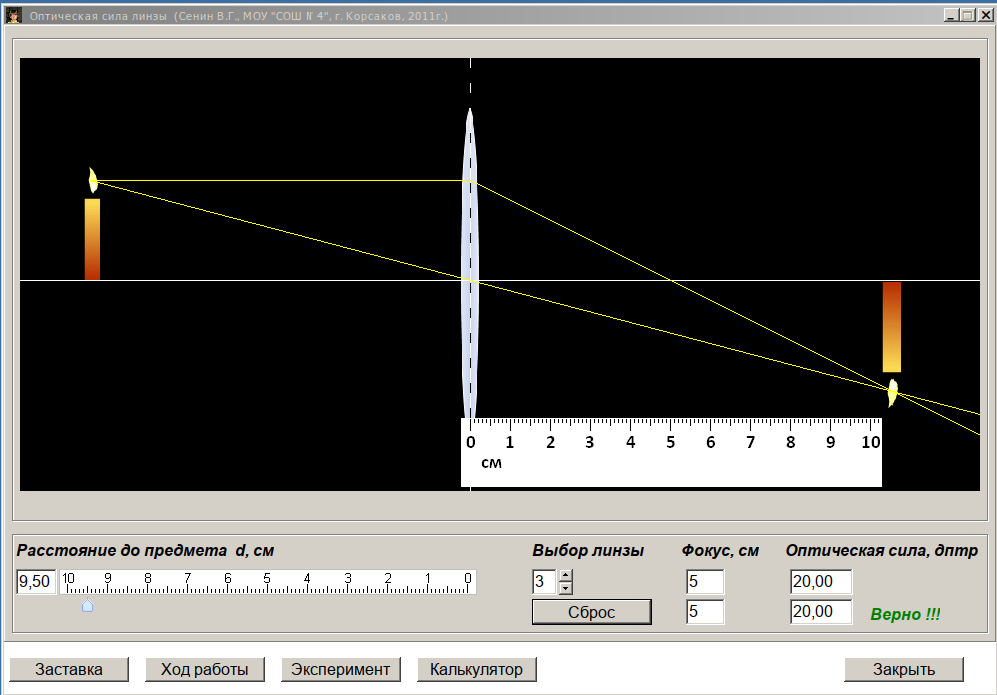 Оптическая сила линзы (Сенин В.Г., МОУ "СОШ № 4", г. Корсаков, 2011г.)
0 1 2 3 4 5 6 7 8 9 10
см
Расстояние до предмета d, см
Выбор линзы
Фокус, см
Оптическая сила, дптр
9,50
10 9 8 7 6 5 4 3 2 1 0
3
5
20,00
Сброс
5
20,00
Верно !!!
Заставка
Ход работы
Эксперимент
Калькулятор
Закрыть